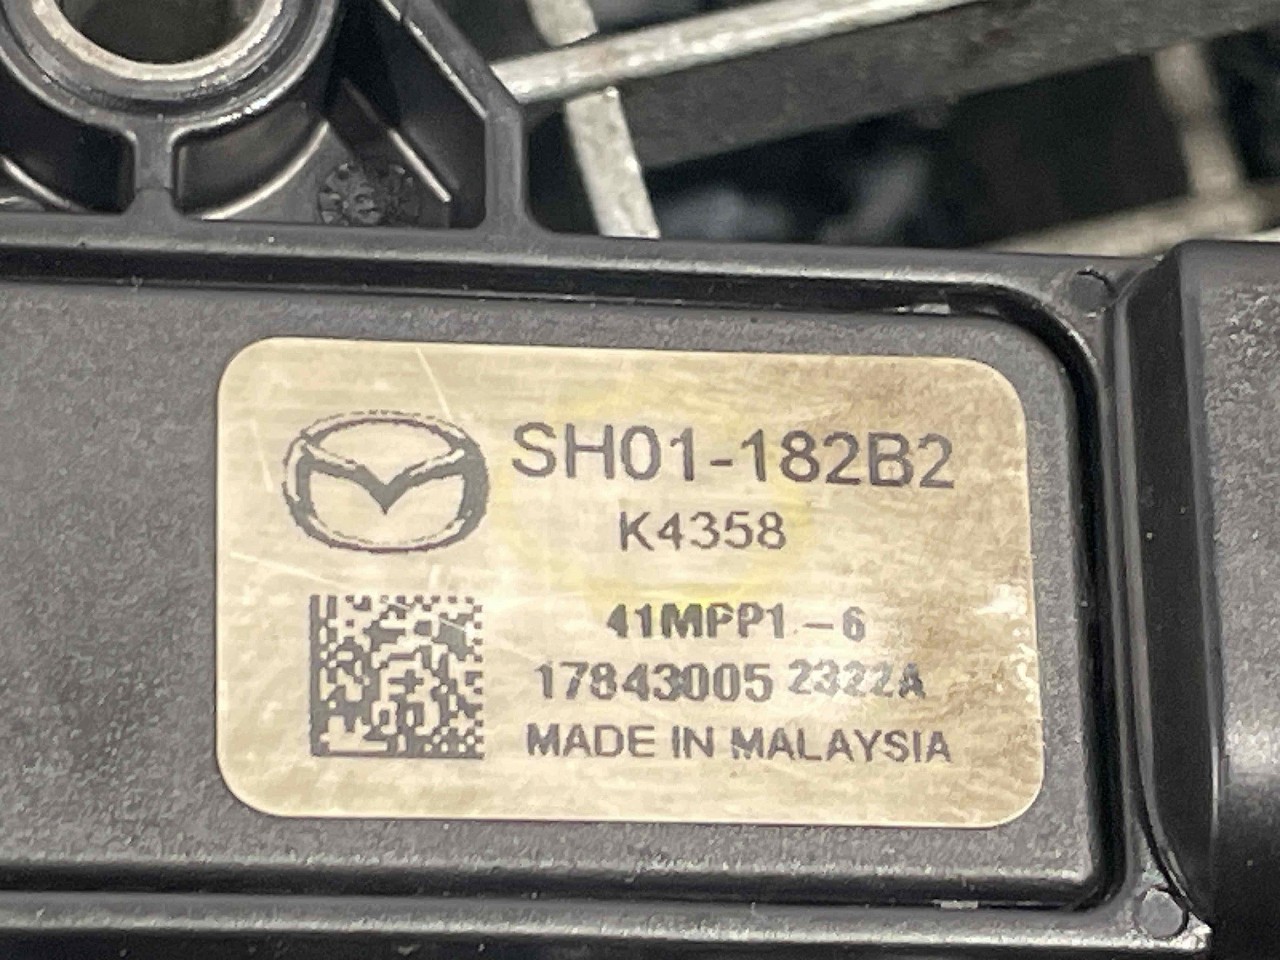 SH01-182B2
K4358
41MPP1-6
17843005 2322A
MADE IN MALAYSIA